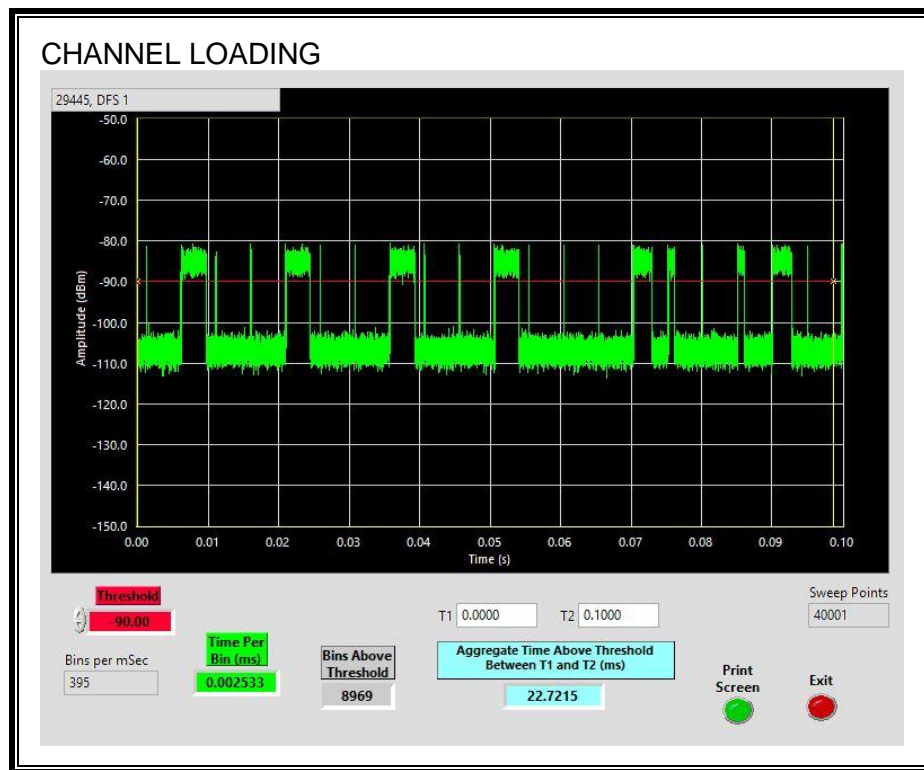 CHANNEL LOADING
29445, DFS 1
Amplitude (dBm)
-50.0
-60.0
-70.0
-80.0
-90.0
-100.0
-110.0
-120.0
-130.0
-140.0
-150.0
0.00 0.01 0.02 0.03 0.04 0.05 0.06 0.07 0.08 0.09 0.10
Time (s)
Threshold
-90.00
Bins per mSec
395
Time Per
Bin (ms)
0.002533
Bins Above
Threshold
8969
T1 0.0000 T2 0.1000
Aggregate Time Above Threshold
Between T1 and T2 (ms)
22.7215
Print
Screen
Sweep Points
40001
Exit